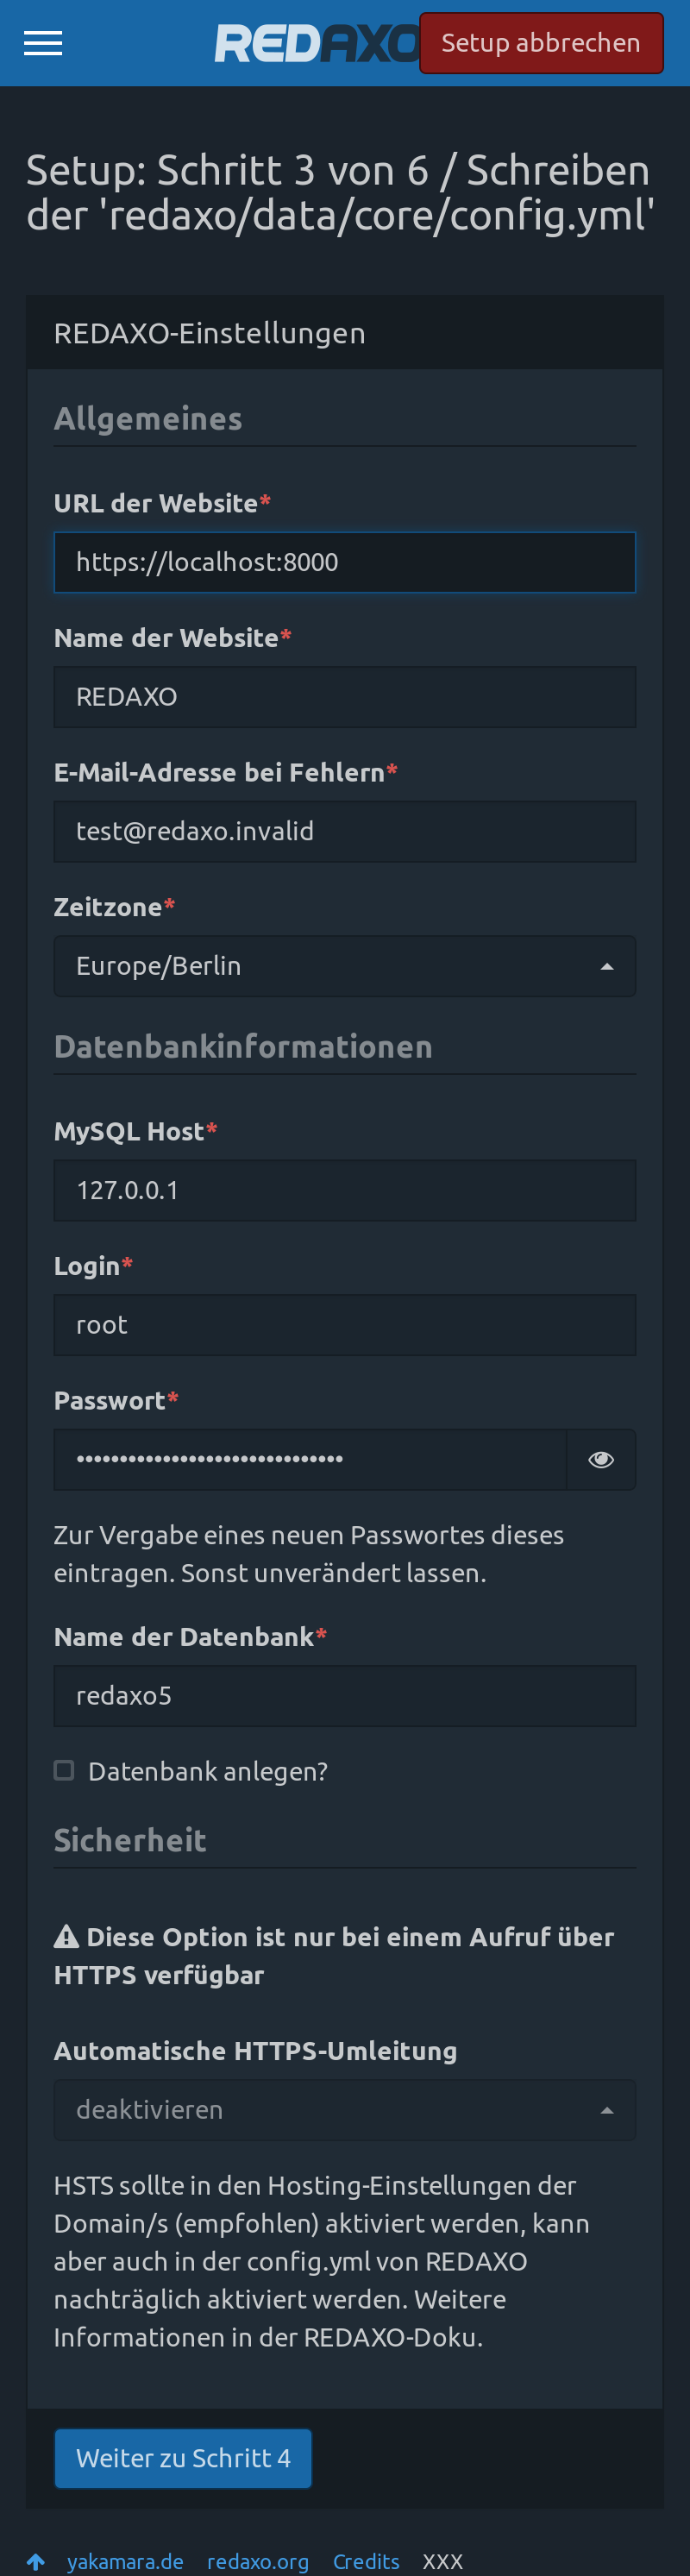 REDAXO
Setup abbrechen
Setup: Schritt 3 von 6 / Schreiben
der 'redaxo/data/core/config.yml'
REDAXO-Einstellungen
Allgemeines
URL der Website*
https://localhost:8000
Name der Website*
REDAXO
E-Mail-Adresse bei Fehlern*
test@redaxo.invalid
Zeitzone*
Europe/Berlin
Datenbankinformationen
MySQL Host*
127.0.0.1
Login*
root
Passwort*
•••••••••••••••••••••••••••••••
Zur Vergabe eines neuen Passwortes dieses
eintragen. Sonst unverändert lassen.
Name der Datenbank*
redaxo5
Datenbank anlegen?
Sicherheit
Diese Option ist nur bei einem Aufruf über
HTTPS verfügbar
Automatische HTTPS-Umleitung
deaktivieren
HSTS sollte in den Hosting-Einstellungen der
Domain/s (empfohlen) aktiviert werden, kann
aber auch in der config.yml von REDAXO
nachträglich aktiviert werden. Weitere
Informationen in der REDAXO-Doku.
Weiter zu Schritt 4
yakamara.de redaxo.org Credits XXX